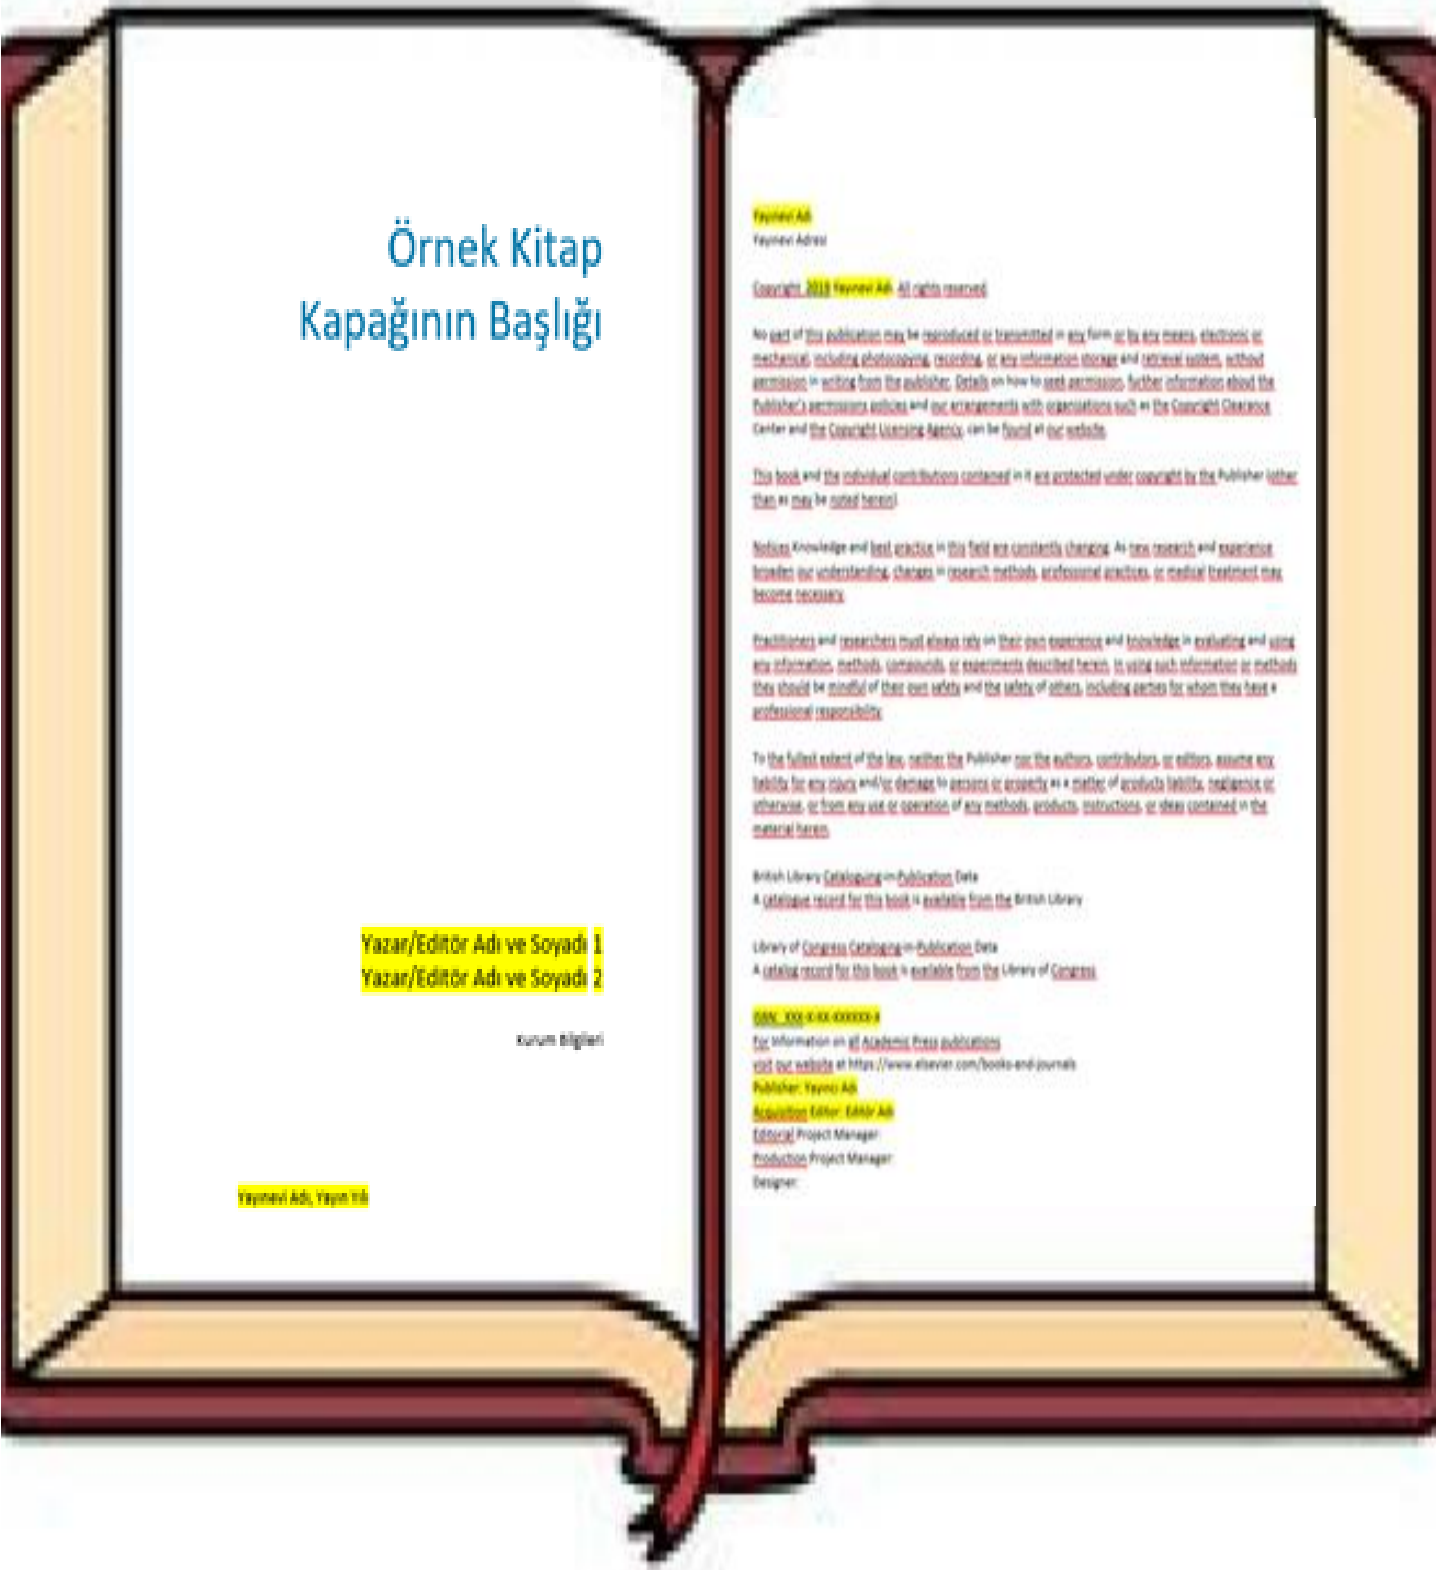 Örnek Kitap
Kapağının Başlığı
Yazar/Editör Adı ve Soyadı 1
Yazar/Editör Adı ve Soyadı 2
Kurum Bilgileri
Yayınevi Adı, Yayın Yılı
Yayınevi Adı
Yayınevi Adresi
Copyright 2019 Yayınevi Adı. All rights reserved.
No part of this publication may be reproduced or transmitted in any form or by any means, electronic or
mechanical, including photocopying, recording, or any information storage and retrieval system, without
permission in writing from the publisher. Details on how to seek permission, further information about the
Publisher's permissions policies and our arrangements with organizations such as the Copyright Clearance
Center and the Copyright Licensing Agency, can be found at our website.
This book and the individual contributions contained in it are protected under copyright by the Publisher (other
than as may be noted herein).
Notices Knowledge and best practice in this field are constantly changing. As new research and experience
broaden our understanding, changes in research methods, professional practices, or medical treatment may
become necessary.
Practitioners and researchers must always rely on their own experience and knowledge in evaluating and using
any information, methods, compounds, or experiments described herein. In using such information or methods
they should be mindful of their own safety and the safety of others, including parties for whom they have a
professional responsibility.
To the fullest extent of the law, neither the Publisher nor the authors, contributors, or editors, assume any
liability for any injury and/or damage to persons or property as a matter of products liability, negligence or
otherwise, or from any use or operation of any methods, products, instructions, or ideas contained in the
material herein.
British Library Cataloguing-in-Publication Data
A catalogue record for this book is available from the British Library
Library of Congress Cataloging-in-Publication Data
A catalog record for this book is available from the Library of Congress
ISBN: XXX-X-XX-XXXXXX-X
For Information on all Academic Press publications
visit our website at https://www.elsevier.com/books-and-journals
Publisher: Yayıncı Adı
Acquisition Editor: Editör Adı
Editorial Project Manager:
Production Project Manager:
Designer: